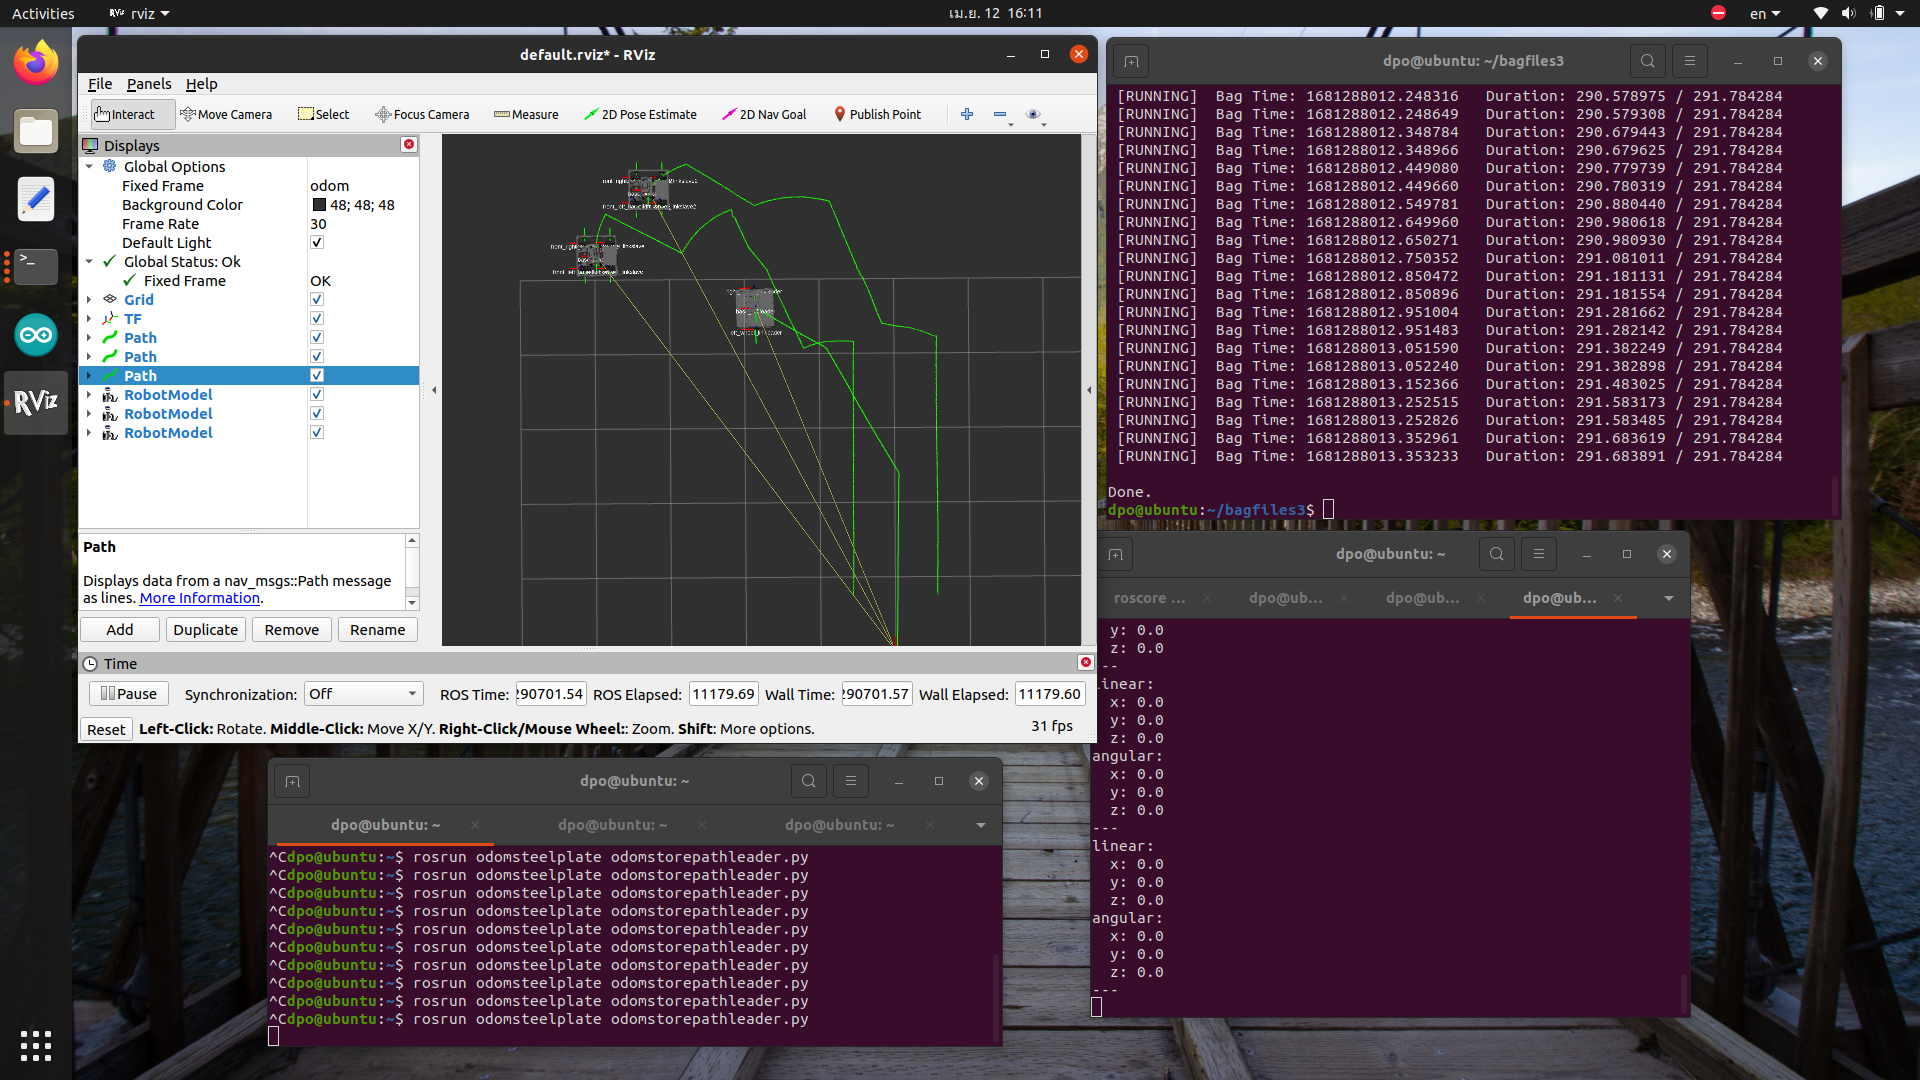 Activities
RViz rviz
เม.ย. 12 16:11
en
default.rviz* - RViz
File Panels Help
Interact Move Camera Select Focus Camera Measure 2D Pose Estimate 2D Nav Goal Publish Point
Displays
Global Options
Fixed Frame odom
Background Color 48; 48; 48
Frame Rate 30
Default Light
Global Status: Ok
Fixed Frame OK
Grid
TF
Path
Path
Path
RobotModel
RobotModel
RobotModel
Path
Displays data from a nav_msgs::Path message
as lines. More Information.
Add Duplicate Remove Rename
Time
Pause Synchronization: Off ROS Time: 290701.54 ROS Elapsed: 11179.69 Wall Time: 290701.57 Wall Elapsed: 11179.60
Reset Left-Click: Rotate. Middle-Click: Move X/Y. Right-Click/Mouse Wheel:: Zoom. Shift: More options. 31 fps
RViz
dpo@ubuntu: ~/bagfiles3
[RUNNING] Bag Time: 1681288012.248316 Duration: 290.578975 / 291.784284
[RUNNING] Bag Time: 1681288012.248649 Duration: 290.579308 / 291.784284
[RUNNING] Bag Time: 1681288012.348784 Duration: 290.679443 / 291.784284
[RUNNING] Bag Time: 1681288012.348966 Duration: 290.679625 / 291.784284
[RUNNING] Bag Time: 1681288012.449080 Duration: 290.779739 / 291.784284
[RUNNING] Bag Time: 1681288012.449660 Duration: 290.780319 / 291.784284
[RUNNING] Bag Time: 1681288012.549781 Duration: 290.880440 / 291.784284
[RUNNING] Bag Time: 1681288012.649960 Duration: 290.980618 / 291.784284
[RUNNING] Bag Time: 1681288012.650271 Duration: 290.980930 / 291.784284
[RUNNING] Bag Time: 1681288012.750352 Duration: 291.081011 / 291.784284
[RUNNING] Bag Time: 1681288012.850472 Duration: 291.181131 / 291.784284
[RUNNING] Bag Time: 1681288012.850896 Duration: 291.181554 / 291.784284
[RUNNING] Bag Time: 1681288012.951004 Duration: 291.281662 / 291.784284
[RUNNING] Bag Time: 1681288012.951483 Duration: 291.282142 / 291.784284
[RUNNING] Bag Time: 1681288013.051590 Duration: 291.382249 / 291.784284
[RUNNING] Bag Time: 1681288013.052240 Duration: 291.382898 / 291.784284
[RUNNING] Bag Time: 1681288013.152366 Duration: 291.483025 / 291.784284
[RUNNING] Bag Time: 1681288013.252515 Duration: 291.583173 / 291.784284
[RUNNING] Bag Time: 1681288013.252826 Duration: 291.583485 / 291.784284
[RUNNING] Bag Time: 1681288013.352961 Duration: 291.683619 / 291.784284
[RUNNING] Bag Time: 1681288013.353233 Duration: 291.683891 / 291.784284
Done.
dpo@ubuntu:~/bagfiles3$
dpo@ubuntu: ~
roscore ... dpo@ub... dpo@ub... dpo@ub...
y: 0.0
z: 0.0
--
linear:
x: 0.0
y: 0.0
z: 0.0
angular:
x: 0.0
y: 0.0
z: 0.0
---
linear:
x: 0.0
y: 0.0
z: 0.0
angular:
x: 0.0
y: 0.0
z: 0.0
---
dpo@ubuntu: ~
dpo@ubuntu: ~ dpo@ubuntu: ~ dpo@ubuntu: ~
^Cdpo@ubuntu:~$ rosrun odomsteelplate odomstorepathleader.py
^Cdpo@ubuntu:~$ rosrun odomsteelplate odomstorepathleader.py
^Cdpo@ubuntu:~$ rosrun odomsteelplate odomstorepathleader.py
^Cdpo@ubuntu:~$ rosrun odomsteelplate odomstorepathleader.py
^Cdpo@ubuntu:~$ rosrun odomsteelplate odomstorepathleader.py
^Cdpo@ubuntu:~$ rosrun odomsteelplate odomstorepathleader.py
^Cdpo@ubuntu:~$ rosrun odomsteelplate odomstorepathleader.py
^Cdpo@ubuntu:~$ rosrun odomsteelplate odomstorepathleader.py
^Cdpo@ubuntu:~$ rosrun odomsteelplate odomstorepathleader.py
^Cdpo@ubuntu:~$ rosrun odomsteelplate odomstorepathleader.py